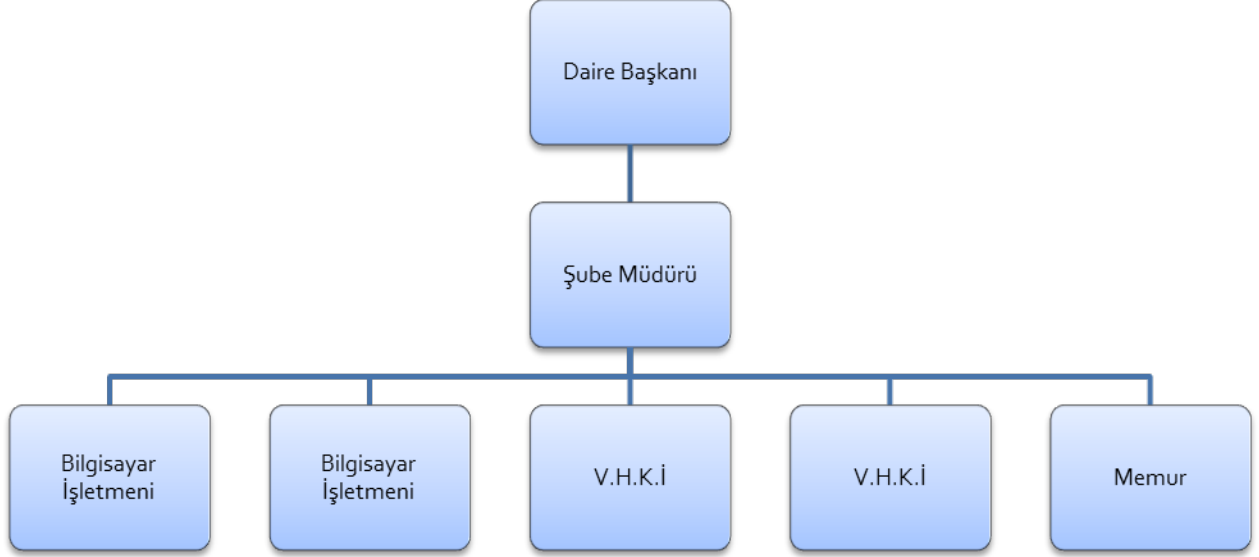 Daire Başkanı
Şube Müdürü
Bilgisayar
İşletmeni
Bilgisayar
İşletmeni
V.H.K.İ
V.H.K.İ
Memur